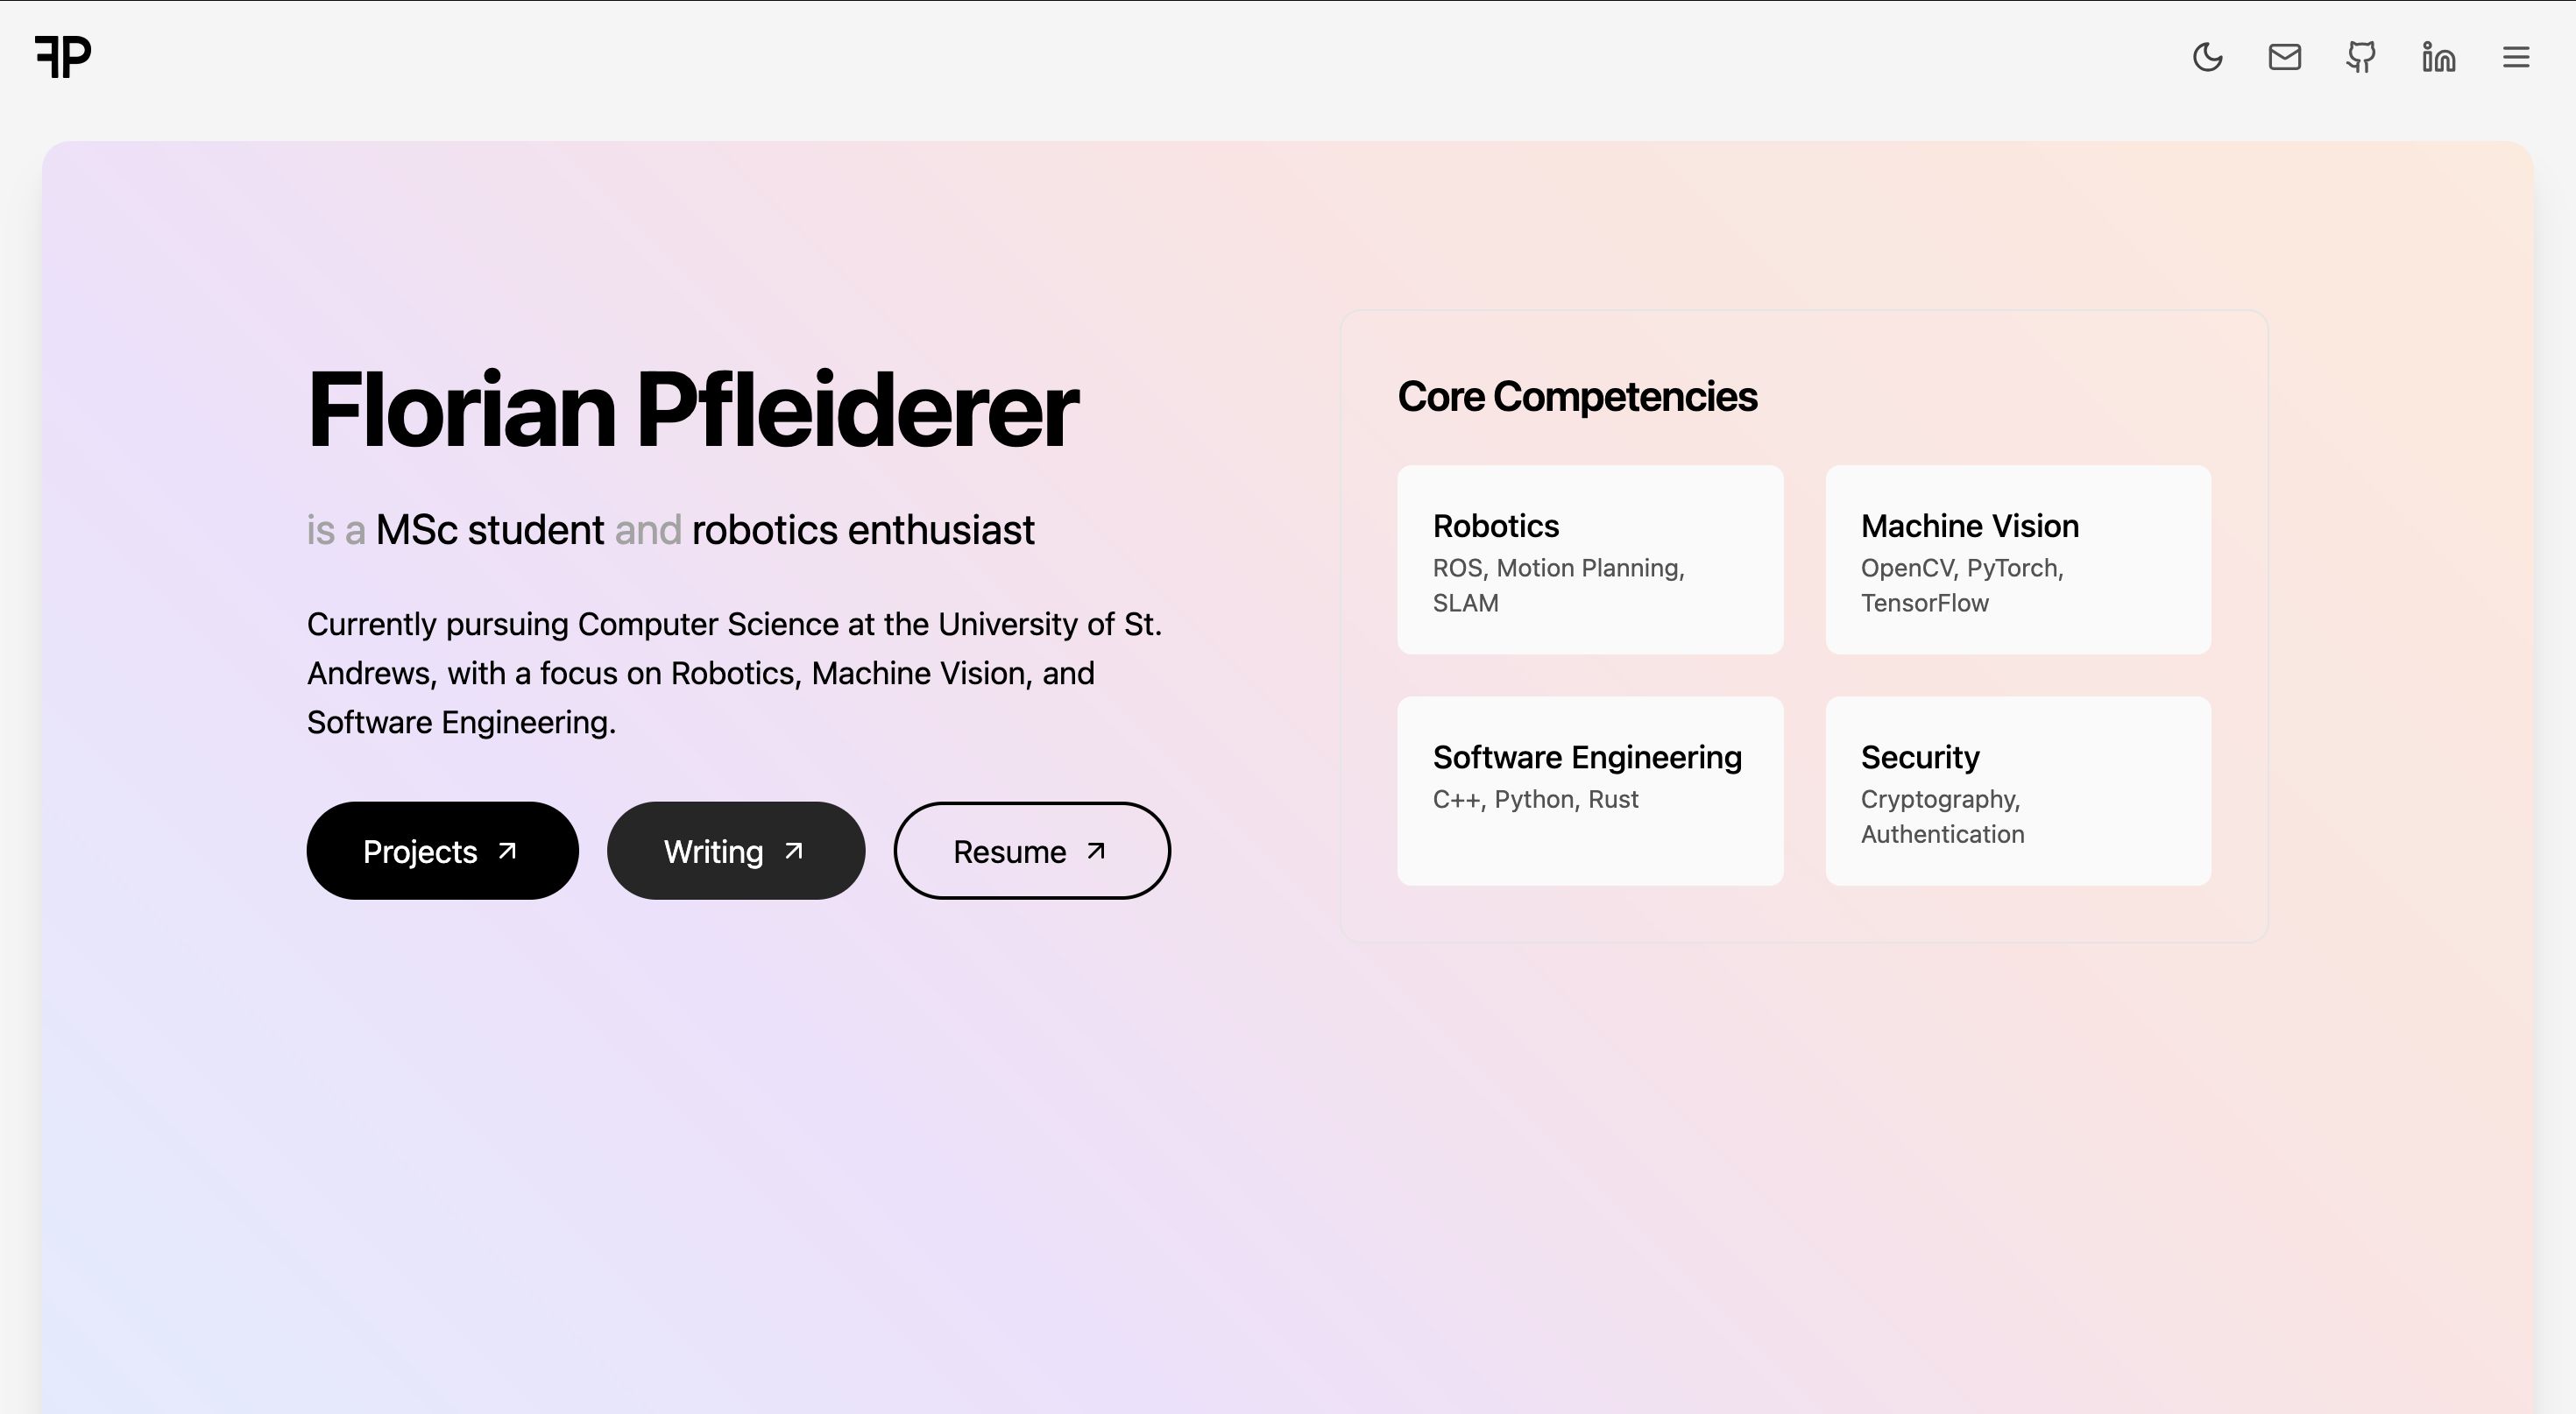 FP
Florian Pfleiderer
is a MSc student and robotics enthusiast
Currently pursuing Computer Science at the University of St.
Andrews, with a focus on Robotics, Machine Vision, and
Software Engineering.
Projects
Writing
Resume
Core Competencies
Robotics
ROS, Motion Planning,
SLAM
Machine Vision
OpenCV, PyTorch,
TensorFlow
Software Engineering
C++, Python, Rust
Security
Cryptography,
Authentication